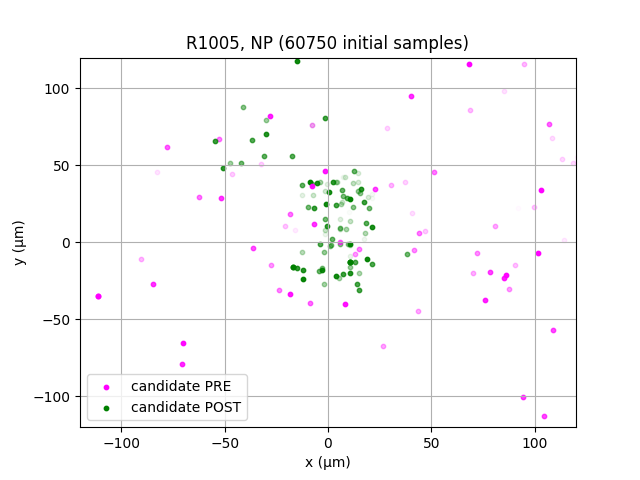 R1005, NP (60750 initial samples)
y (µm)
100
50
0
−50
−100
candidate PRE
candidate POST
−100
−50
0
50
100
x (µm)